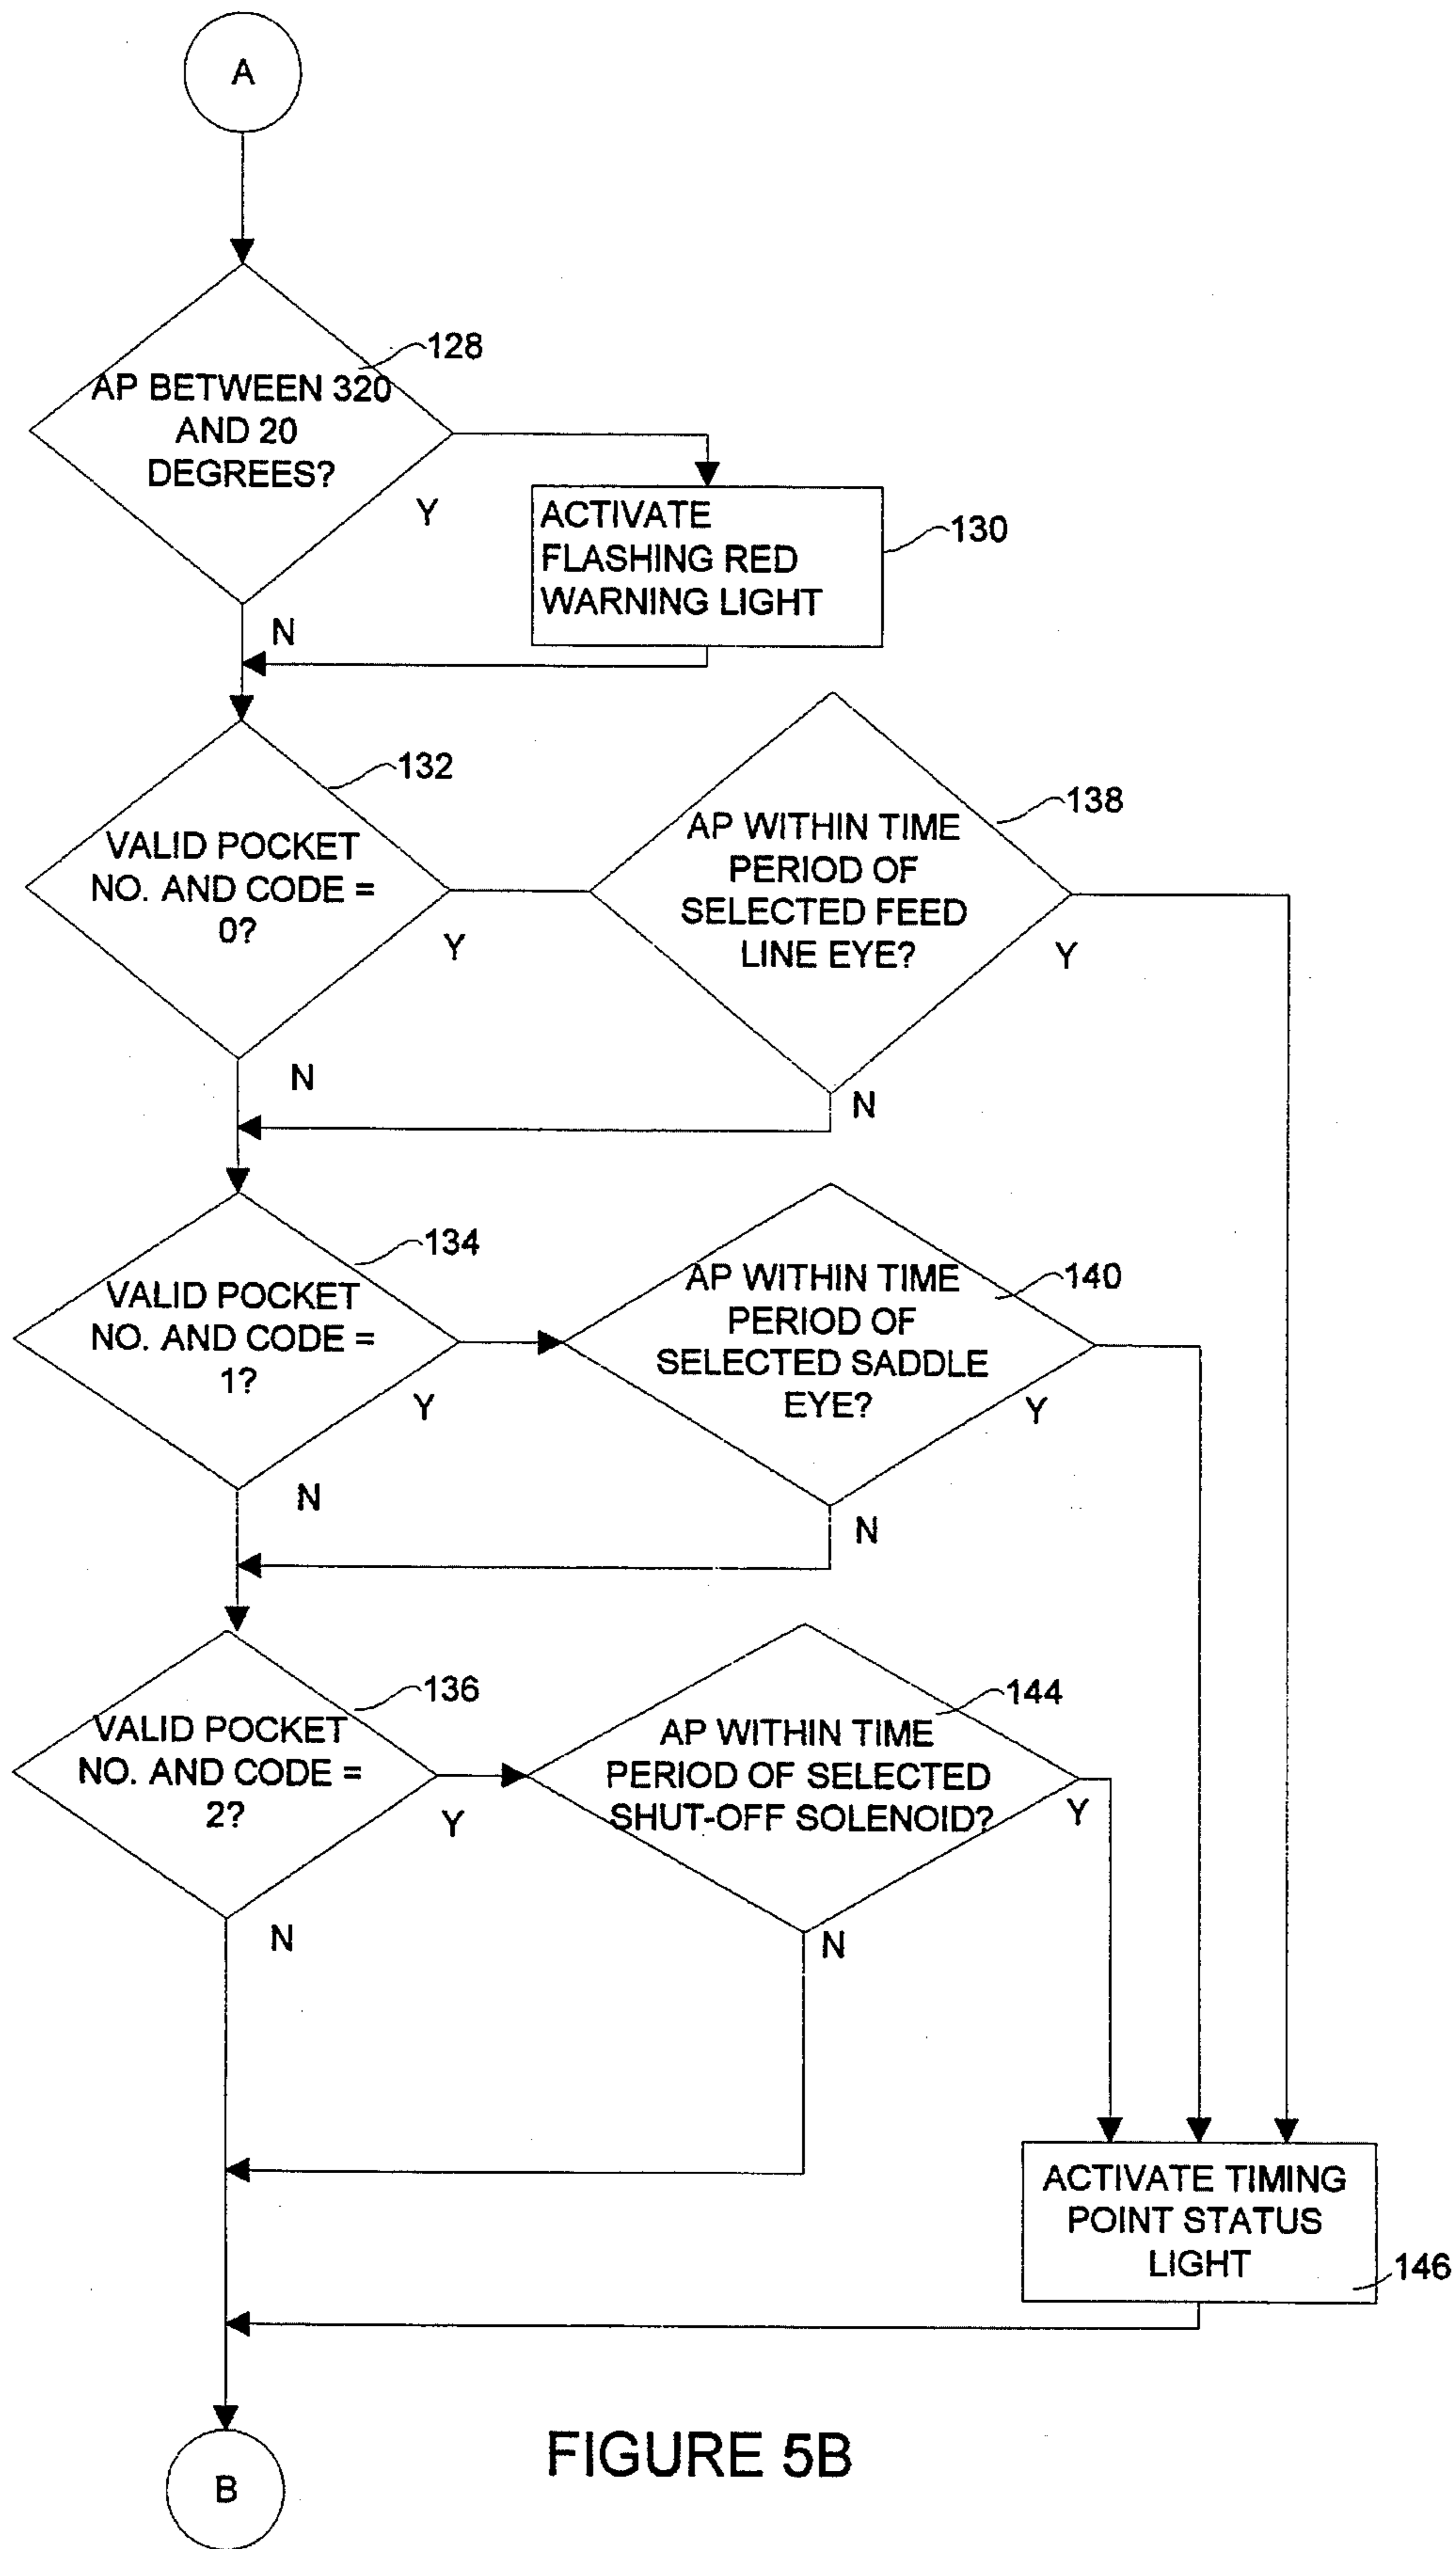 A
128
AP BETWEEN 320
AND 20
DEGREES?
Y
N
ACTIVATE
FLASHING RED
WARNING LIGHT
130
132
VALID POCKET
NO. AND CODE =
0?
Y
N
138
AP WITHIN TIME
PERIOD OF
SELECTED FEED
LINE EYE?
Y
N
134
VALID POCKET
NO. AND CODE =
1?
Y
N
140
AP WITHIN TIME
PERIOD OF
SELECTED SADDLE
EYE?
Y
N
136
VALID POCKET
NO. AND CODE =
2?
Y
N
144
AP WITHIN TIME
PERIOD OF SELECTED
SHUT-OFF SOLENOID?
Y
N
ACTIVATE TIMING
POINT STATUS
LIGHT
146
B
FIGURE 5B